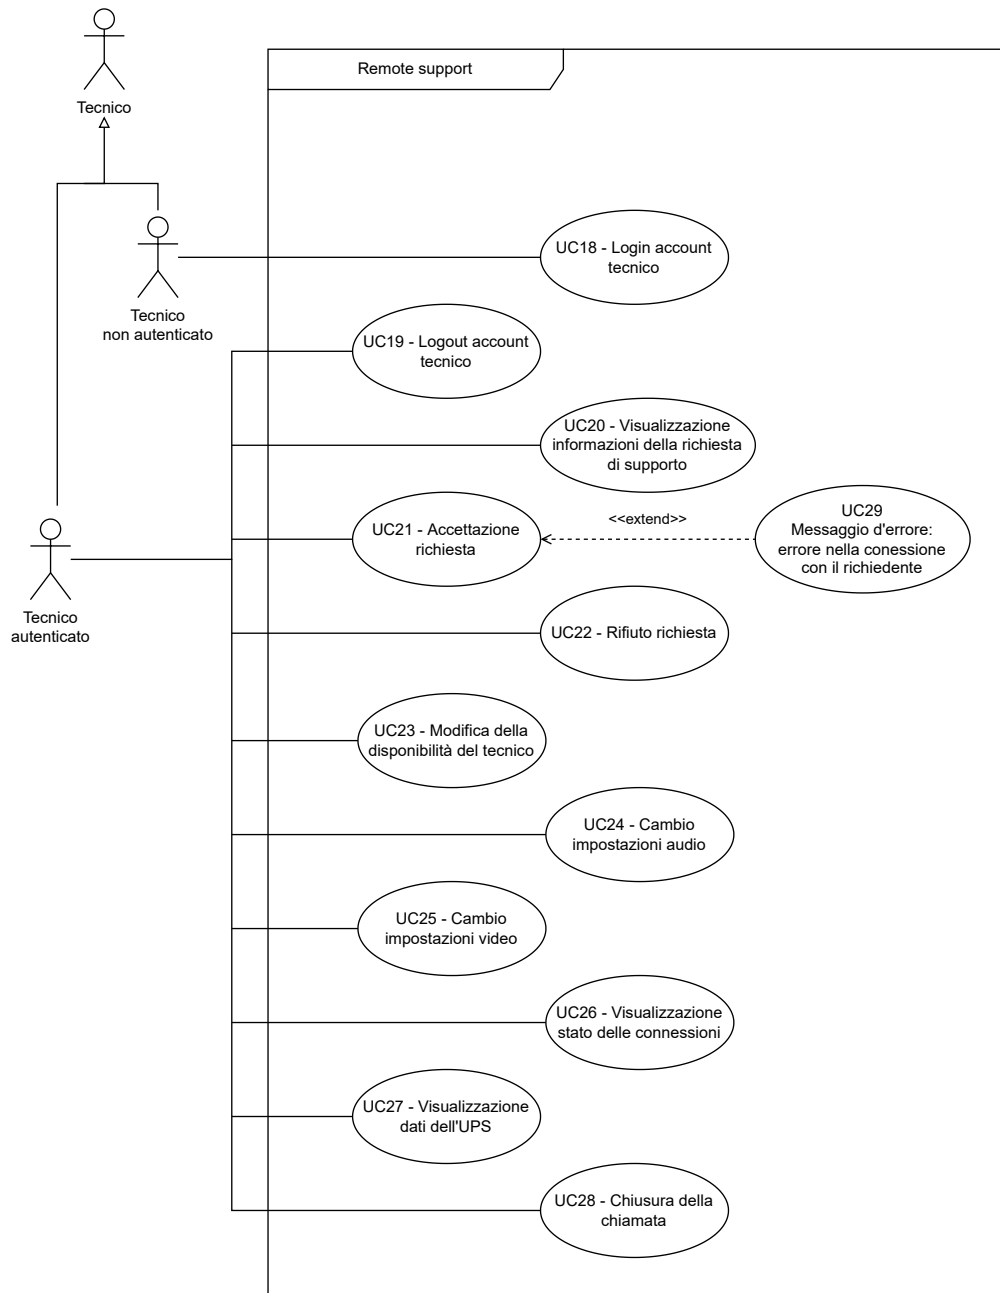 Remote support
Tecnico
UC18 - Login account
tecnico
Tecnico
non autenticato
UC19 - Logout account
tecnico
UC20 - Visualizzazione
informazioni della richiesta
di supporto
UC21 - Accettazione
richiesta
<<extend>>
UC29
Messaggio d'errore:
errore nella conessione
con il richiedente
Tecnico
autenticato
UC22 - Rifiuto richiesta
UC23 - Modifica della
disponibilità del tecnico
UC24 - Cambio
impostazioni audio
UC25 - Cambio
impostazioni video
UC26 - Visualizzazione
stato delle connessioni
UC27 - Visualizzazione
dati dell'UPS
UC28 - Chiusura della
chiamata